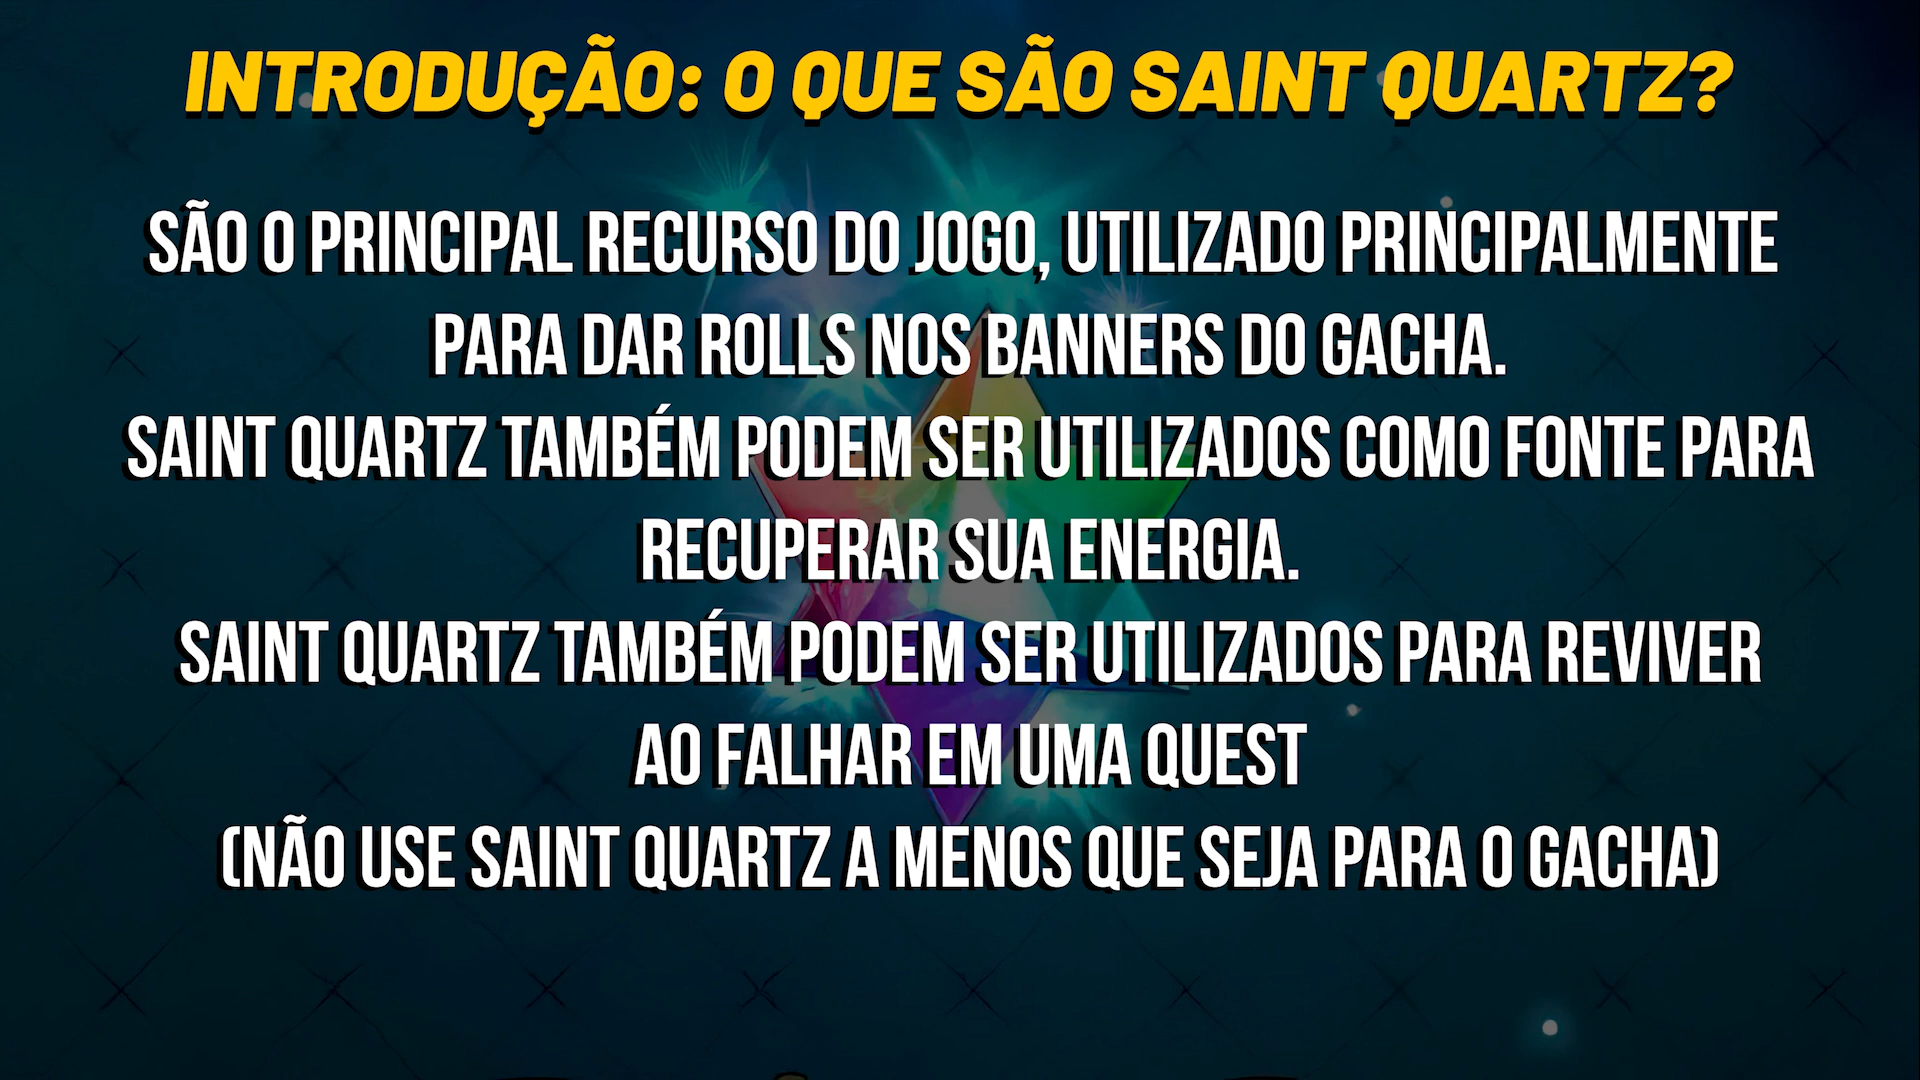 INTRODUÇÃO: O QUE SÃO SAINT QUARTZ?
SÃO O PRINCIPAL RECURSO DO JOGO, UTILIZADO PRINCIPALMENTE
PARA DAR ROLLS NOS BANNERS DO GACHA.
SAINT QUARTZ TAMBÉM PODEM SER UTILIZADOS COMO FONTE PARA
RECUPERAR SUA ENERGIA.
SAINT QUARTZ TAMBÉM PODEM SER UTILIZADOS PARA REVIVER
AO FALHAR EM UMA QUEST
(NÃO USE SAINT QUARTZ A MENOS QUE SEJA PARA O GACHA)